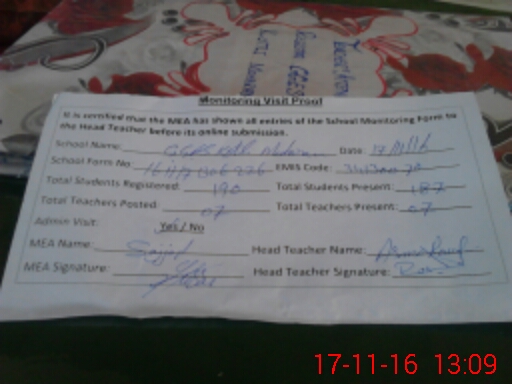 Monitoring Visit Proof
It is certified that the MEA has shown all entries of the School Monitoring Form to
the Head Teacher before its online submission.
School Name: Date: 17/11/16
School Form No: EMIS Code:
Total Students Registered: 190 Total Students Present: 187
Total Teachers Posted: 07 Total Teachers Present: 07
Admin Visit: Yes / No
MEA Name: Sajjid Head Teacher Name:
MEA Signature: Head Teacher Signature:
17-11-16 13:09